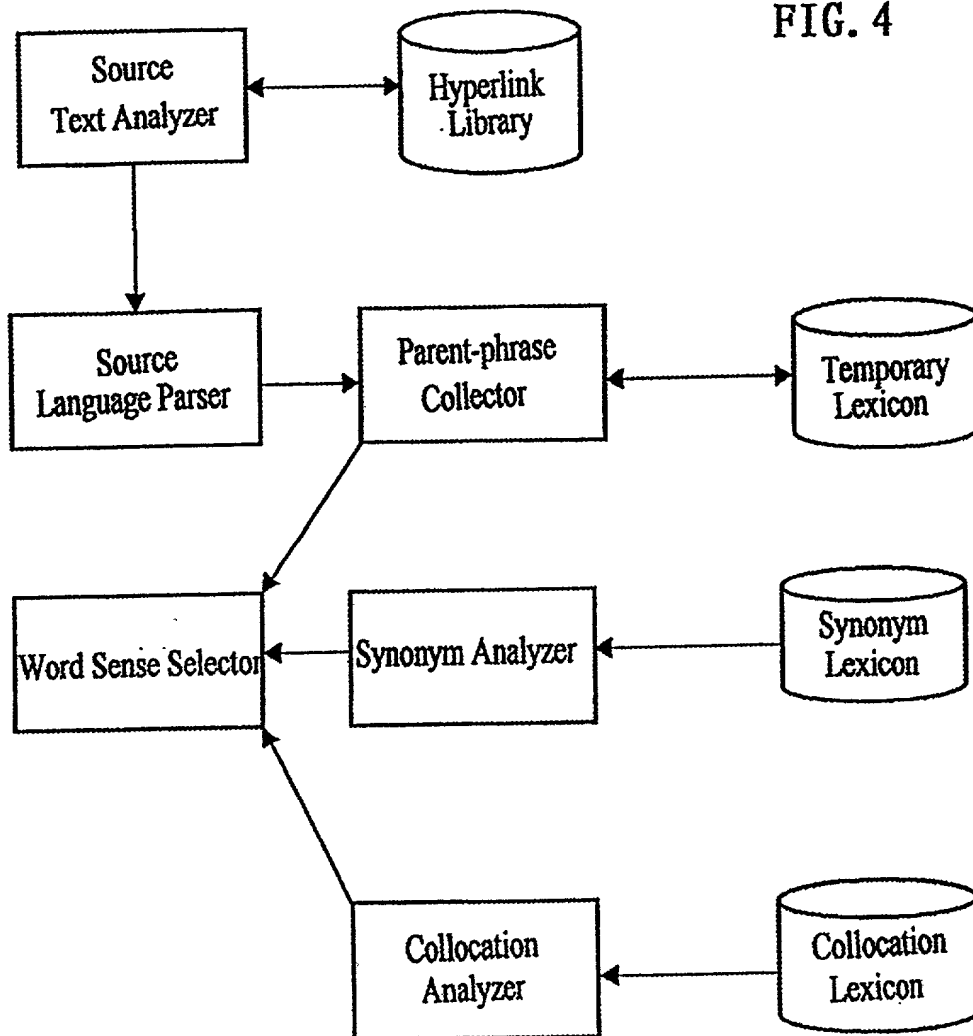 FIG. 4
Source
Text Analyzer
Hyperlink
Library
Source
Language Parser
Parent-phrase
Collector
Temporary
Lexicon
Word Sense Selector
Synonym Analyzer
Synonym
Lexicon
Collocation
Analyzer
Collocation
Lexicon